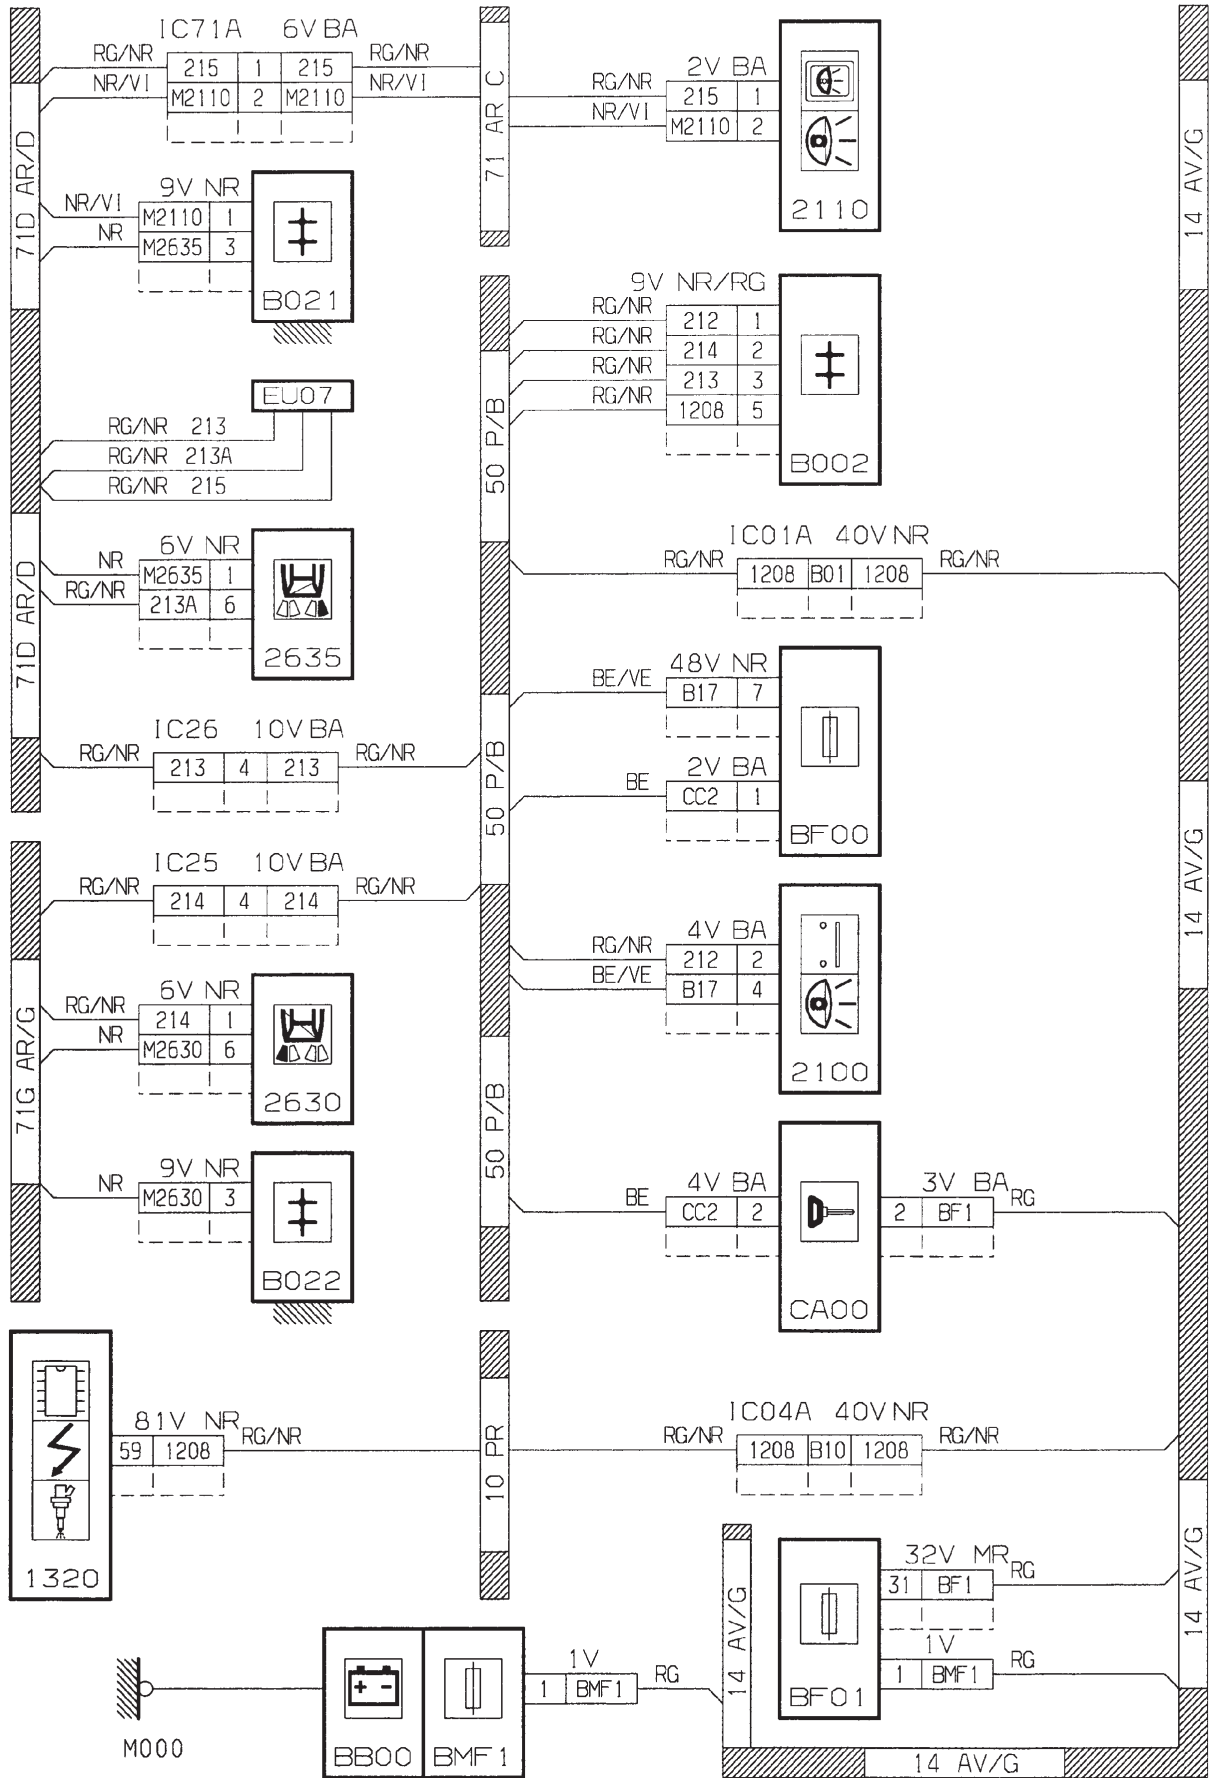 IC71A 6V BA
RG/NR 215 1 215 RG/NR
NR/VI M2110 2 M2110 NR/VI
71D AR/D
71 AR C
2V BA
RG/NR 215 1
NR/VI M2110 2
2110
14 AV/G
9V NR
NR/VI M2110 1
NR M2635 3
B021
9V NR/RG
RG/NR 212 1
RG/NR 214 2
RG/NR 213 3
RG/NR 1208 5
B002
50 P/B
EU07
RG/NR 213
RG/NR 213A
RG/NR 215
IC01A 40V NR
RG/NR 1208 B01 1208 RG/NR
6V NR
NR M2635 1
RG/NR 213A 6
2635
71D AR/D
48V NR
BE/VE B17 7
2V BA
BE CC2 1
BF00
50 P/B
IC26 10V BA
RG/NR 213 4 213 RG/NR
IC25 10V BA
RG/NR 214 4 214 RG/NR
14 AV/G
4V BA
RG/NR 212 2
BE/VE B17 4
2100
6V NR
RG/NR 214 1
NR M2630 6
2630
71G AR/G
50 P/B
9V NR
NR M2630 3
B022
4V BA
BE CC2 2
3V BA
2 BF1 RG
CA00
1320
81V NR
59 1208 RG/NR
10 PR
IC04A 40V NR
RG/NR 1208 B10 1208 RG/NR
32V MR
31 BF1 RG
1V
1 BMF1 RG
BF01
14 AV/G
14 AV/G
14 AV/G
M000
BB00
+ -
BMF1
1V
1 BMF1 RG